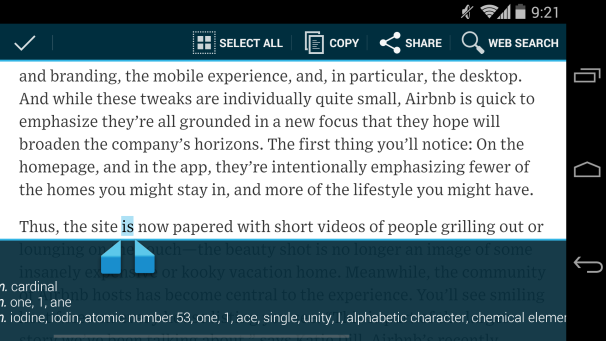 9:21
SELECT ALL COPY SHARE WEB SEARCH
and branding, the mobile experience, and, in particular, the desktop.
And while these tweaks are individually quite small, Airbnb is quick to
emphasize they’re all grounded in a new focus that they hope will
broaden the company’s horizons. The first thing you’ll notice: On the
homepage, and in the app, they’re intentionally emphasizing fewer of
the homes you might stay in, and more of the lifestyle you might have.
Thus, the site is now papered with short videos of people grilling out or
lounging on couch—the beauty shot is no longer an image of some
insanely or kooky vacation home. Meanwhile, the community
hosts has become central to the experience. You’ll see smiling
n. cardinal
n. one, 1, ane
n. iodine, iodin, atomic number 53, one, 1, ace, single, unity, I, alphabetic character, chemical elemen